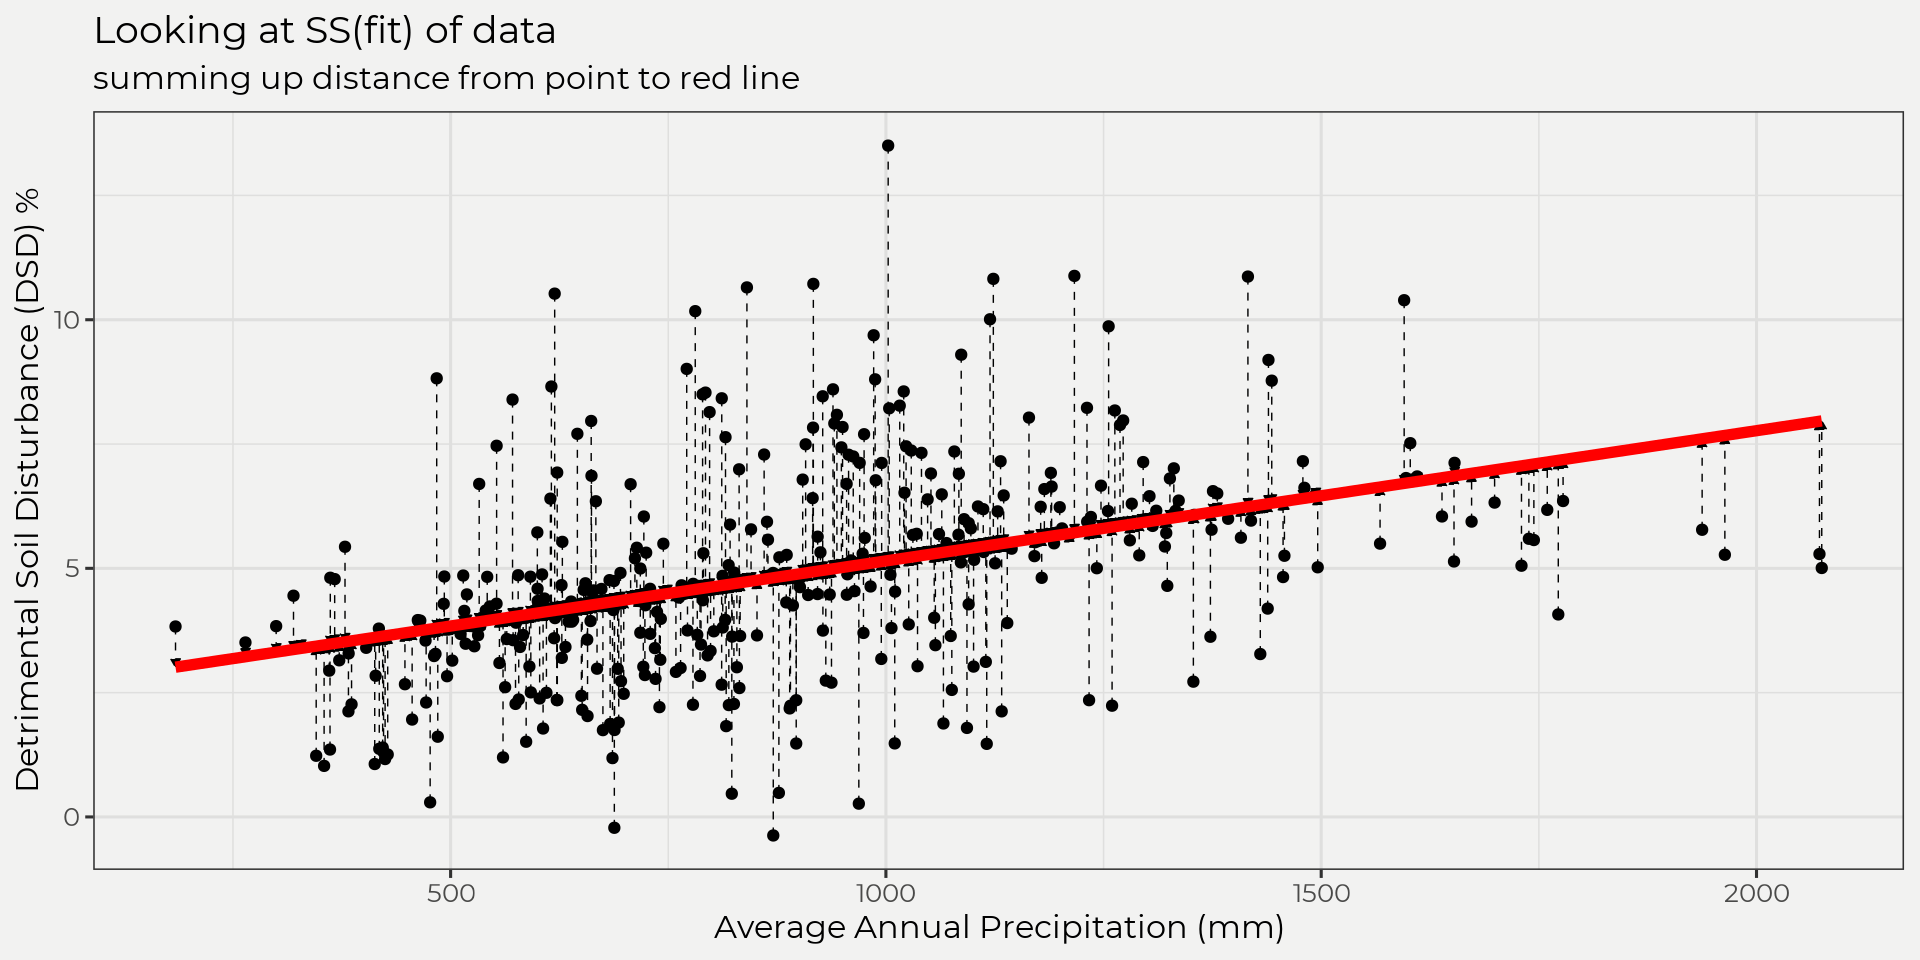 Looking at SS(fit) of data
summing up distance from point to red line
Detrimental Soil Disturbance (DSD) %
10
5
0
500
1000
1500
2000
Average Annual Precipitation (mm)